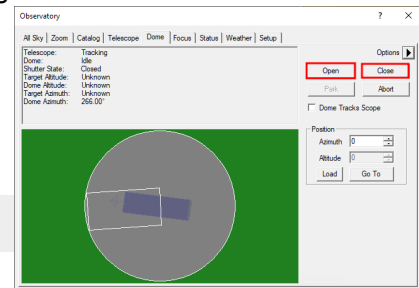 Observatory ? ×
All Sky Zoom Catalog Telescope Dome Focus Status Weather Setup
Telescope: Tracking
Dome: Idle
Shutter State: Closed
Target Altitude: Unknown
Dome Altitude: Unknown
Target Azimuth: Unknown
Dome Azimuth: 266.00°
Options
Open Close
Park Abort
Dome Tracks Scope
Position
Azimuth 0
Altitude 0
Load Go To